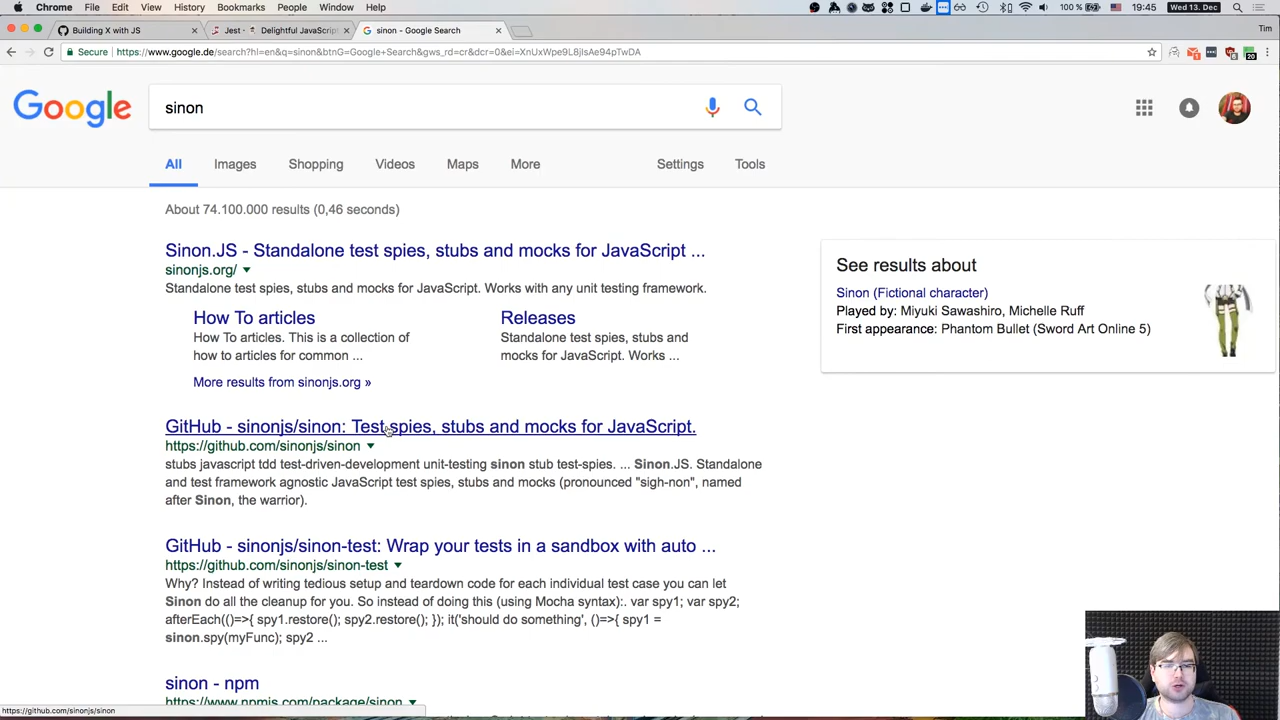 Chrome File Edit View History Bookmarks People Window Help 100 % 19:45 Wed 13. Dec
Building X with JS
Jest · Delightful JavaScript
sinon - Google Search
Tim
Secure https://www.google.de/search?hl=en&q=sinon&btnG=Google+Search&gws_rd=cr&dcr=0&ei=XnUxWpe9L8jlsAe94pTwDA
Google
sinon
All Images Shopping Videos Maps More Settings Tools
About 74.100.000 results (0,46 seconds)
Sinon.JS - Standalone test spies, stubs and mocks for JavaScript ...
sinonjs.org/
Standalone test spies, stubs and mocks for JavaScript. Works with any unit testing framework.
How To articles
How To articles. This is a collection of
how to articles for common ...
Releases
Standalone test spies, stubs and
mocks for JavaScript. Works ...
More results from sinonjs.org »
GitHub - sinonjs/sinon: Test spies, stubs and mocks for JavaScript.
https://github.com/sinonjs/sinon
stubs javascript tdd test-driven-development unit-testing sinon stub test-spies. ... Sinon.JS. Standalone
and test framework agnostic JavaScript test spies, stubs and mocks (pronounced "sigh-non", named
after Sinon, the warrior).
GitHub - sinonjs/sinon-test: Wrap your tests in a sandbox with auto ...
https://github.com/sinonjs/sinon-test
Why? Instead of writing tedious setup and teardown code for each individual test case you can let
Sinon do all the cleanup for you. So instead of doing this (using Mocha syntax):. var spy1; var spy2;
afterEach(()=>{ spy1.restore(); spy2.restore(); }); it('should do something', ()=>{ spy1 =
sinon.spy(myFunc); spy2 ...
sinon - npm
https://www.npmjs.com/package/sinon
https://github.com/sinonjs/sinon
See results about
Sinon (Fictional character)
Played by: Miyuki Sawashiro, Michelle Ruff
First appearance: Phantom Bullet (Sword Art Online 5)